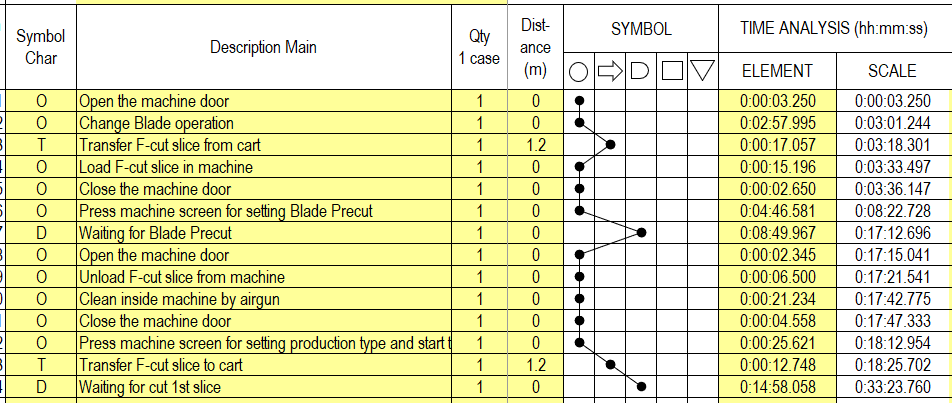 Symbol Char Description Main Qty 1 case Dist-ance (m) SYMBOL TIME ANALYSIS (hh:mm:ss)
ELEMENT SCALE
O Open the machine door 1 0 0:00:03.250 0:00:03.250
O Change Blade operation 1 0 0:02:57.995 0:03:01.244
T Transfer F-cut slice from cart 1 1.2 0:00:17.057 0:03:18.301
O Load F-cut slice in machine 1 0 0:00:15.196 0:03:33.497
O Close the machine door 1 0 0:00:02.650 0:03:36.147
O Press machine screen for setting Blade Precut 1 0 0:04:46.581 0:08:22.728
D Waiting for Blade Precut 1 0 0:08:49.967 0:17:12.696
O Open the machine door 1 0 0:00:02.345 0:17:15.041
O Unload F-cut slice from machine 1 0 0:00:06.500 0:17:21.541
O Clean inside machine by airgun 1 0 0:00:21.234 0:17:42.775
O Close the machine door 1 0 0:00:04.558 0:17:47.333
O Press machine screen for setting production type and start t 1 0 0:00:25.621 0:18:12.954
T Transfer F-cut slice to cart 1 1.2 0:00:12.748 0:18:25.702
D Waiting for cut 1st slice 1 0 0:14:58.058 0:33:23.760